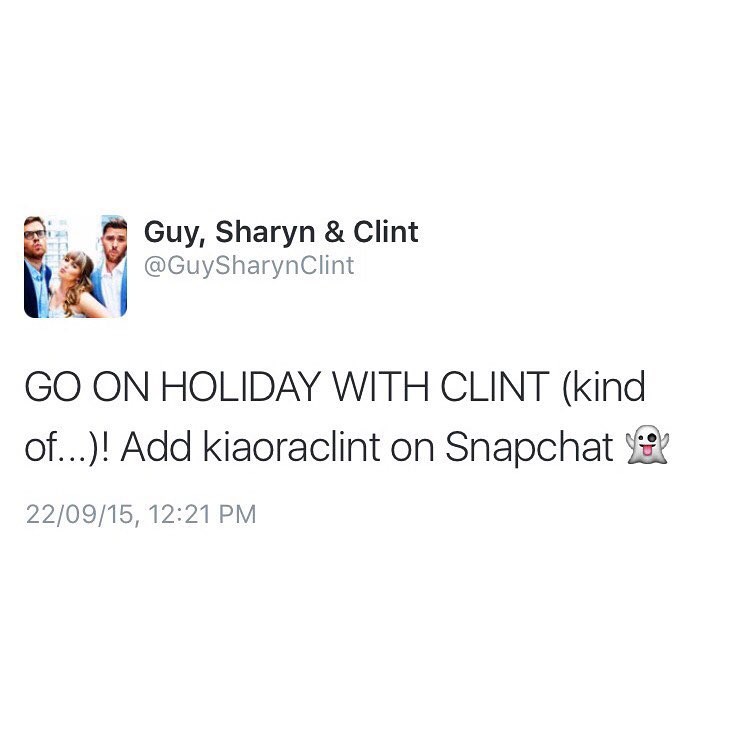 Guy, Sharyn & Clint
@GuySharynClint
GO ON HOLIDAY WITH CLINT (kind
of...)! Add kiaoraclint on Snapchat 👻
22/09/15, 12:21 PM